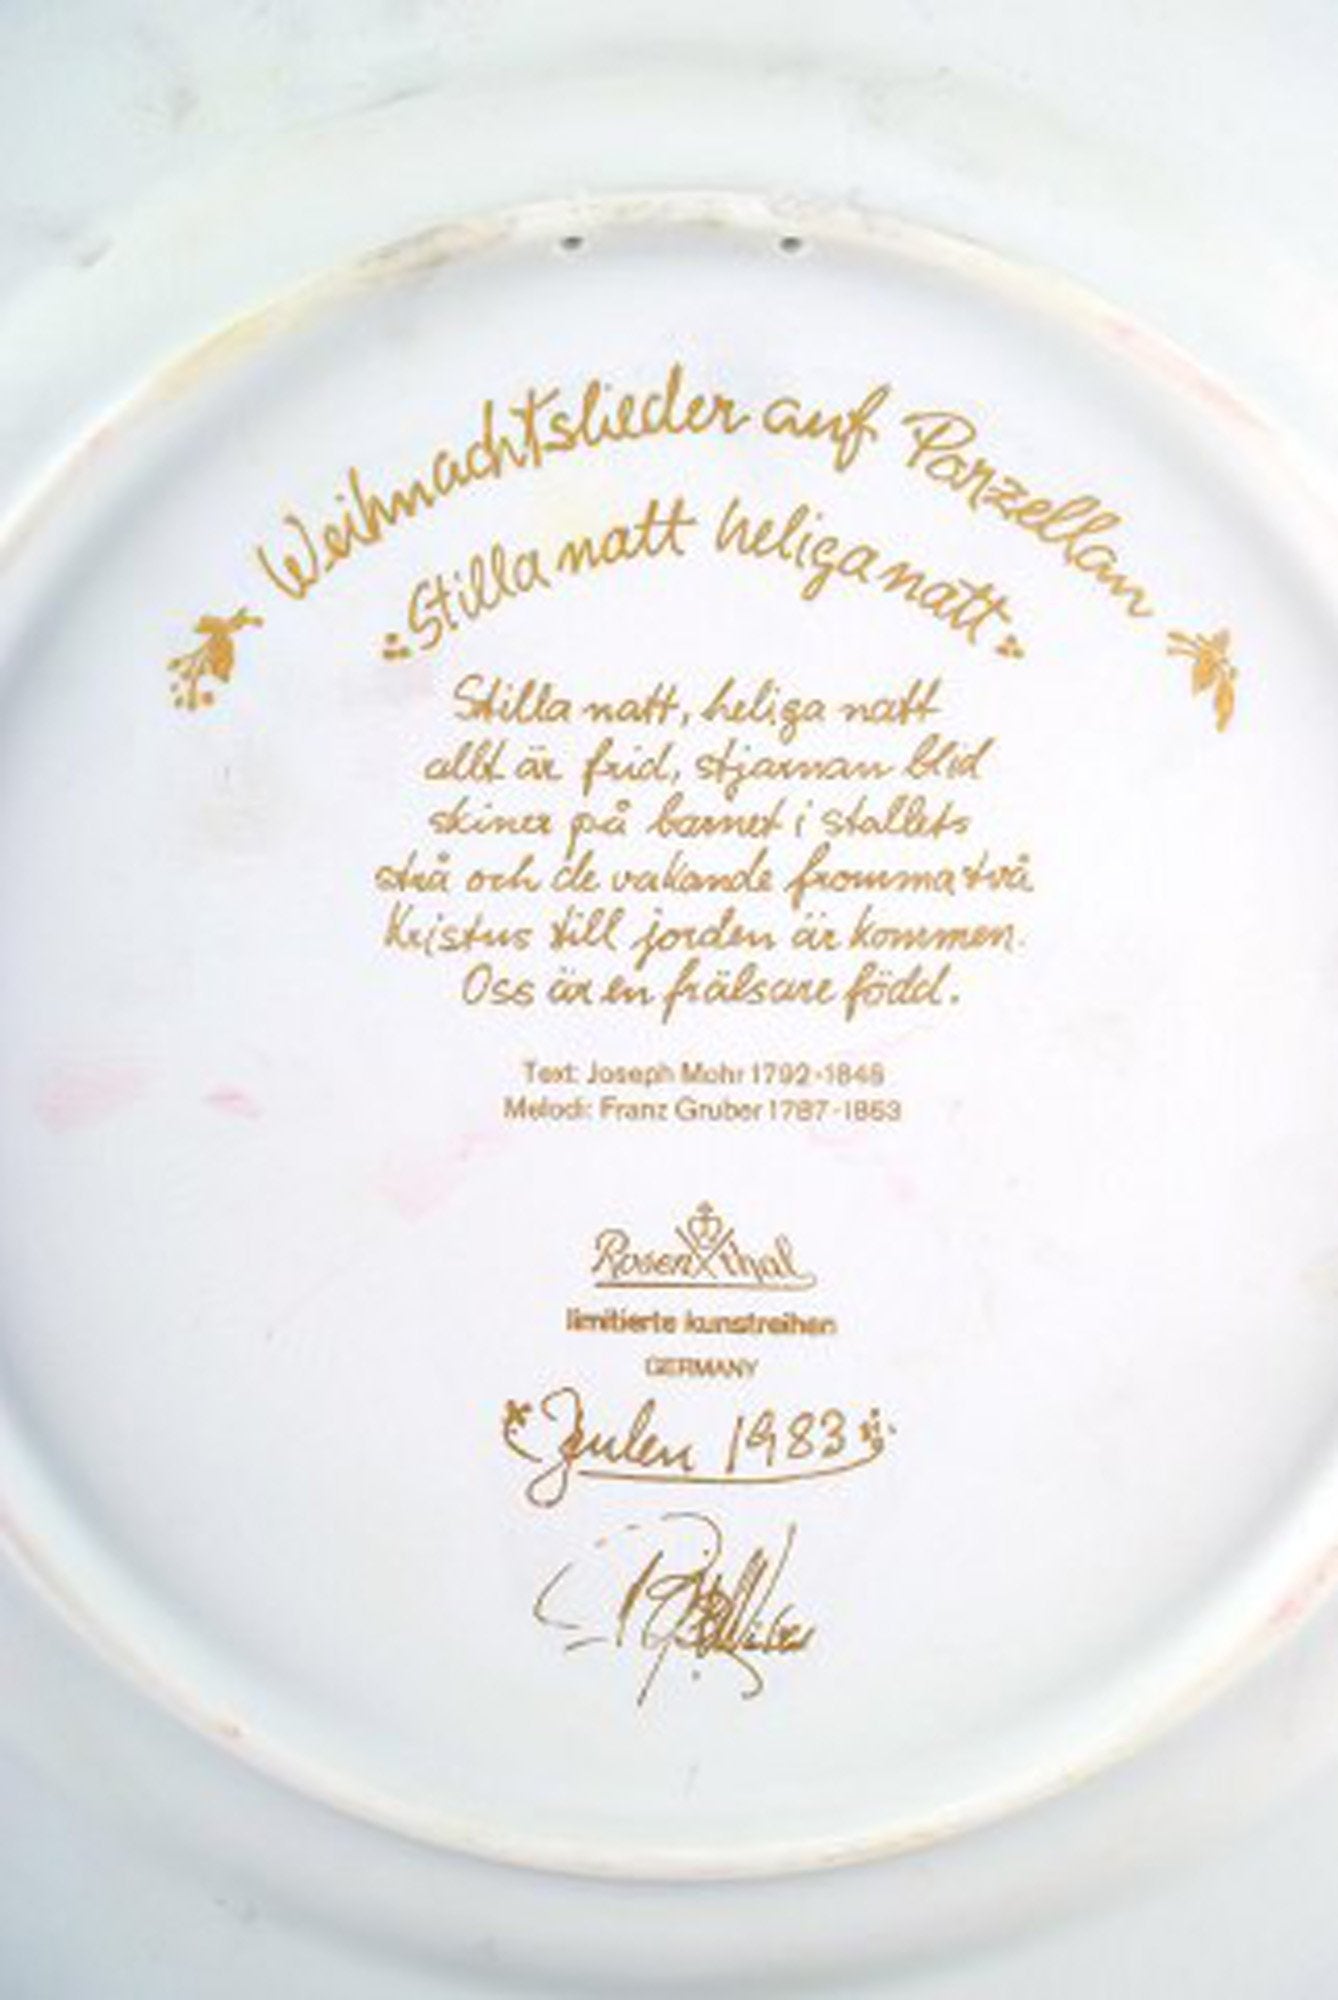 Weihnachtslieder auf Porzellan
Stilla natt heliga natt
Stilla natt, heliga natt
allt är frid, stjarnan blid
skiner på barnet i stallets
strå och de vakande fromma två
Kristus till jorden är kommen.
Oss är en frälsare född.
Text: Joseph Mohr 1792-1848
Melodi: Franz Gruber 1787-1863
Rosenthal
limitierte kunstreihen
GERMANY
Julen 1983